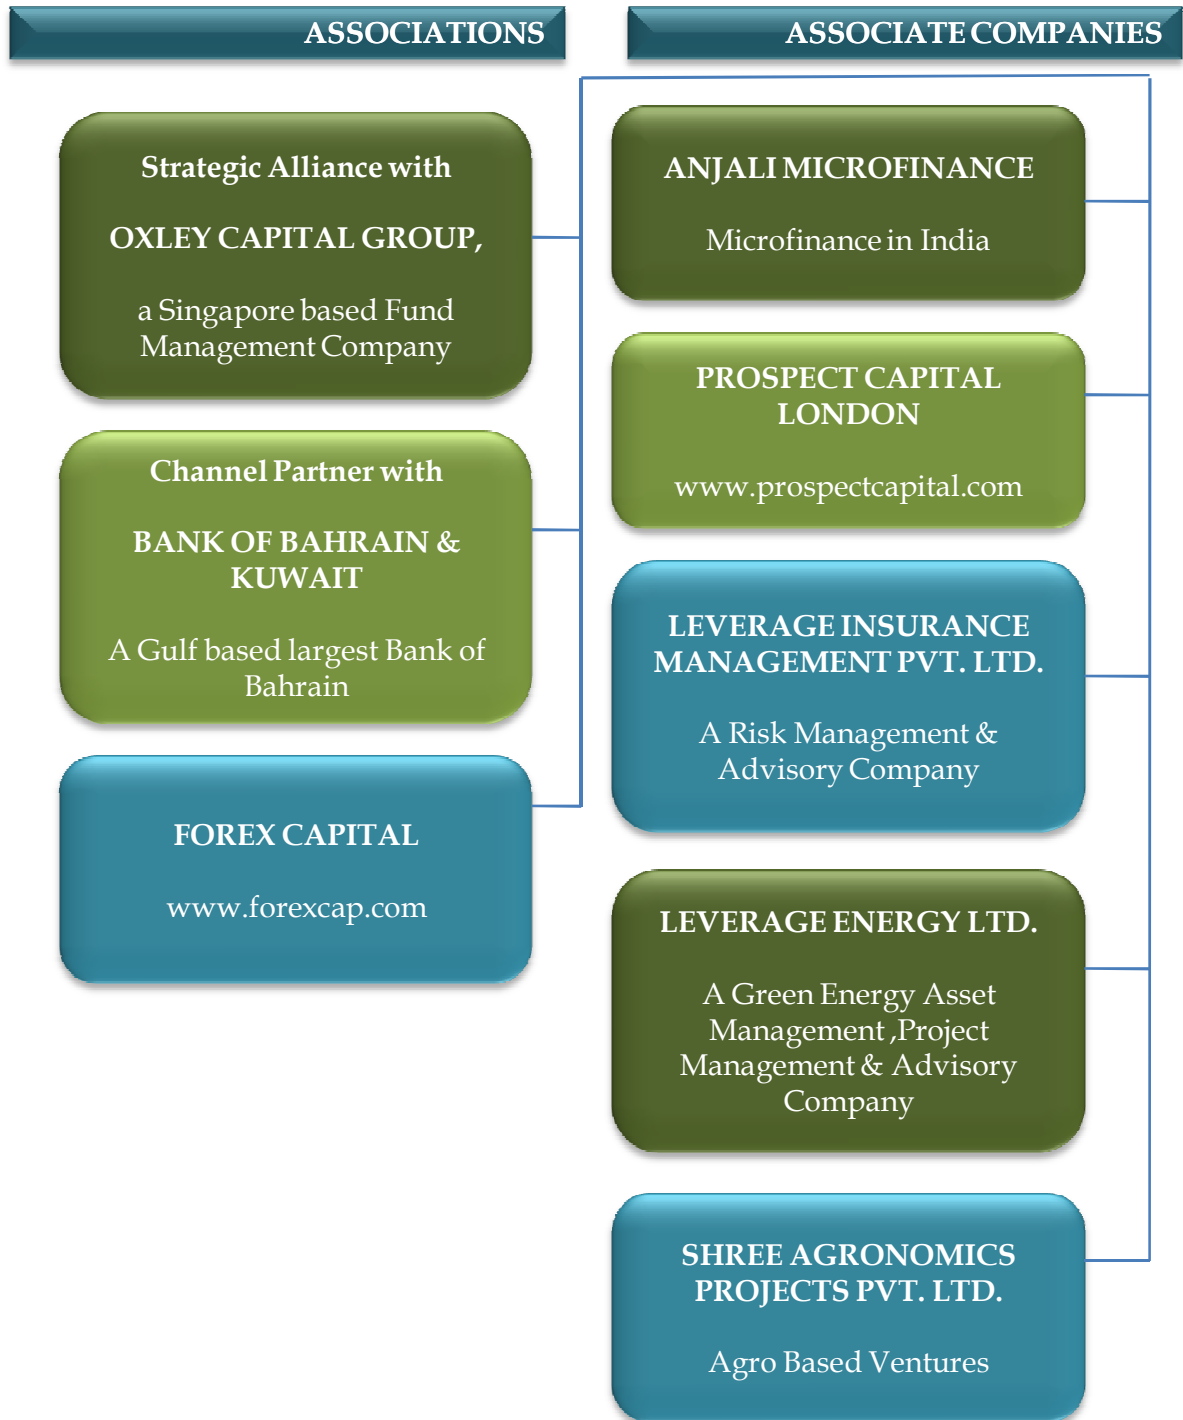 ASSOCIATIONS
Strategic Alliance with
OXLEY CAPITAL GROUP,
a Singapore based Fund
Management Company
Channel Partner with
BANK OF BAHRAIN &
KUWAIT
A Gulf based largest Bank of
Bahrain
FOREX CAPITAL
www.forexcap.com
ASSOCIATE COMPANIES
ANJALI MICROFINANCE
Microfinance in India
PROSPECT CAPITAL
LONDON
www.prospectcapital.com
LEVERAGE INSURANCE
MANAGEMENT PVT. LTD.
A Risk Management &
Advisory Company
LEVERAGE ENERGY LTD.
A Green Energy Asset
Management ,Project
Management & Advisory
Company
SHREE AGRONOMICS
PROJECTS PVT. LTD.
Agro Based Ventures